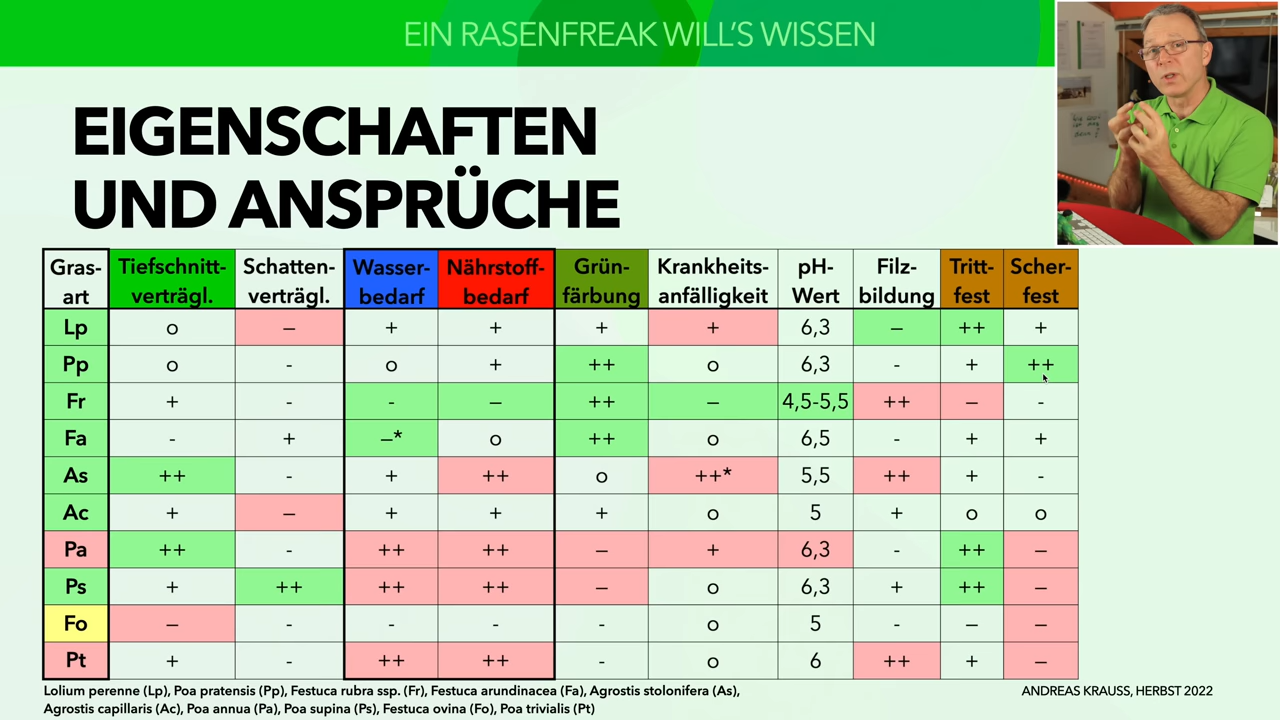 EIN RASENFREAK WILL'S WISSEN
EIGENSCHAFTEN
UND ANSPRÜCHE
Gras- Tiefschnitt- Schatten- Wasser- Nährstoff- Grün- Krankheits- pH- Filz- Tritt- Scher-
art verträgl. verträgl. bedarf bedarf färbung anfälligkeit Wert bildung fest fest
Lp o – + + + + 6,3 – ++ +
Pp o - o + ++ o 6,3 - + ++
Fr + - - – ++ – 4,5-5,5 ++ – -
Fa - + –* o ++ o 6,5 - + +
As ++ - + ++ o ++* 5,5 ++ + -
Ac + – + + + o 5 + o o
Pa ++ - ++ ++ – + 6,3 - ++ –
Ps + ++ ++ ++ – o 6,3 + ++ –
Fo – - - - - o 5 - – –
Pt + - ++ ++ - o 6 ++ + –
Lolium perenne (Lp), Poa pratensis (Pp), Festuca rubra ssp. (Fr), Festuca arundinacea (Fa), Agrostis stolonifera (As),
Agrostis capillaris (Ac), Poa annua (Pa), Poa supina (Ps), Festuca ovina (Fo), Poa trivialis (Pt)
ANDREAS KRAUSS, HERBST 2022